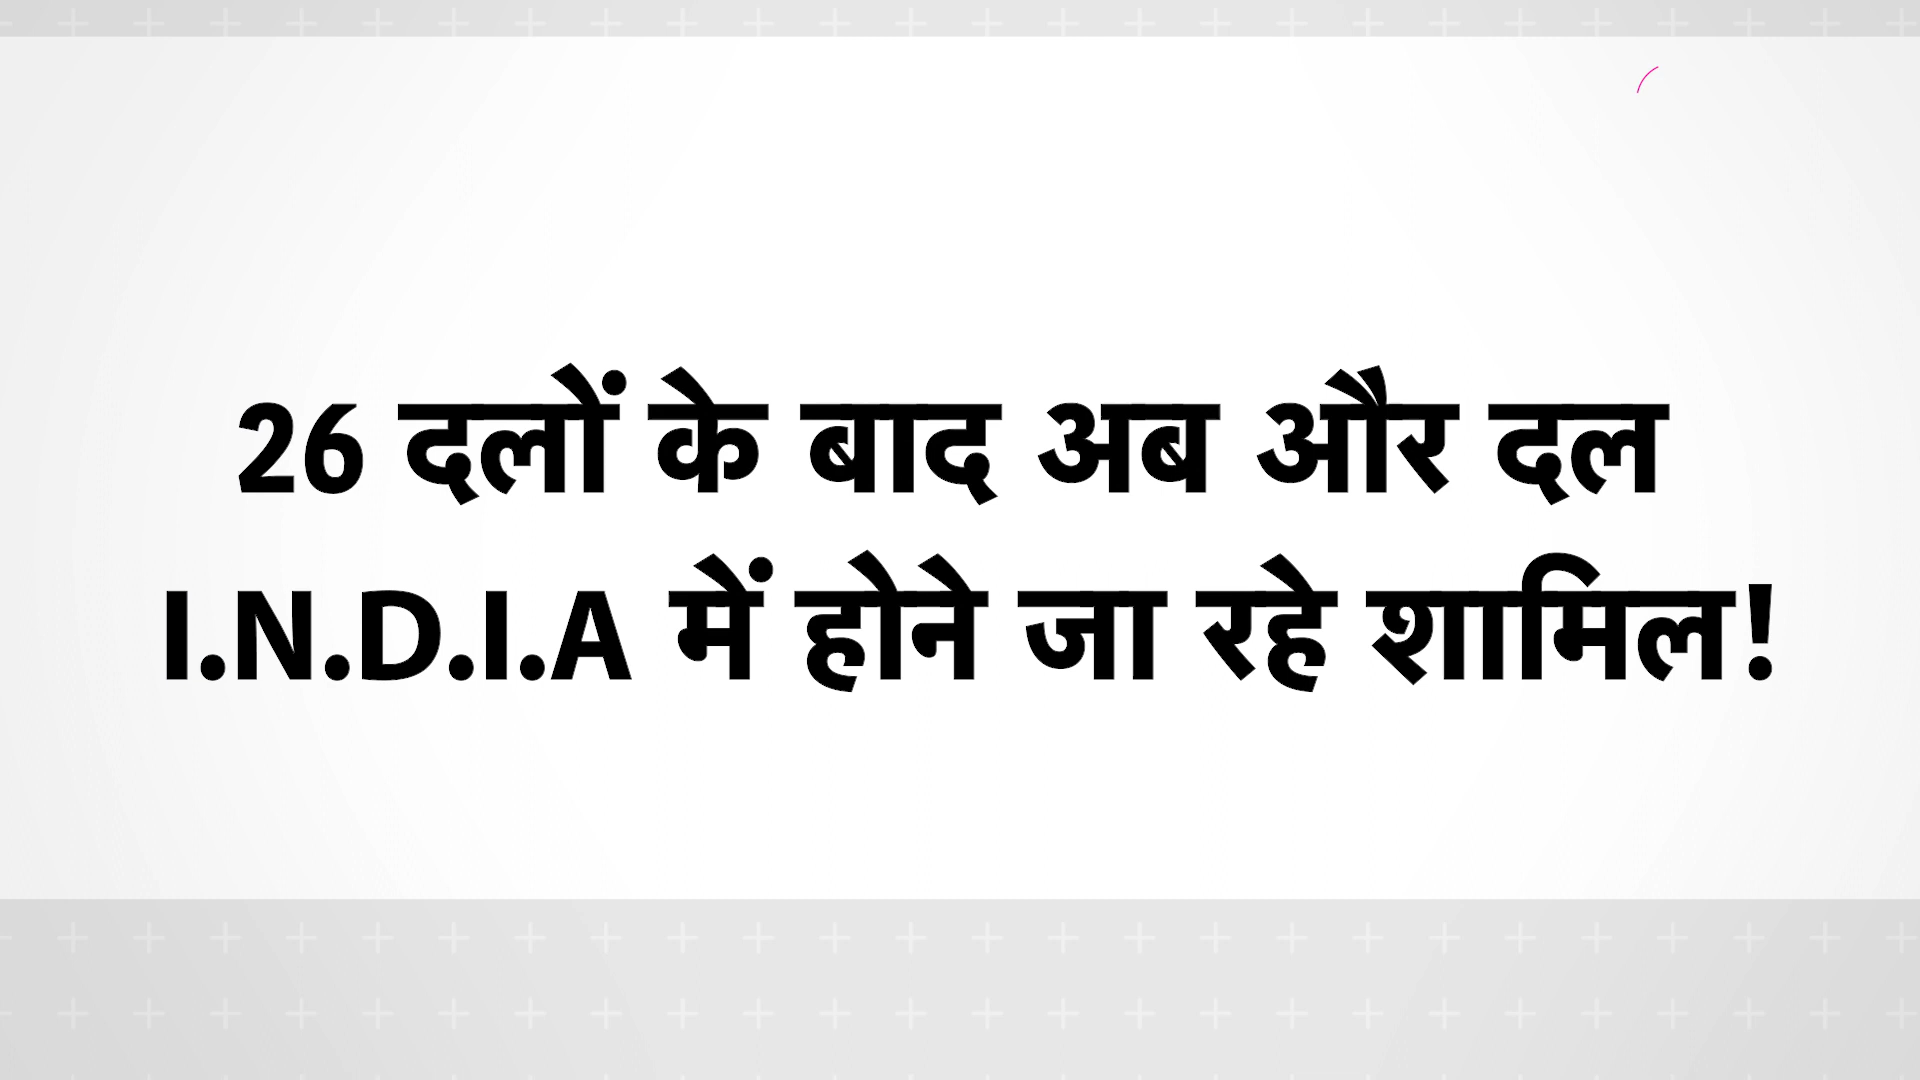 26 दलों के बाद अब और दल
I.N.D.I.A में होने जा रहे शामिल!